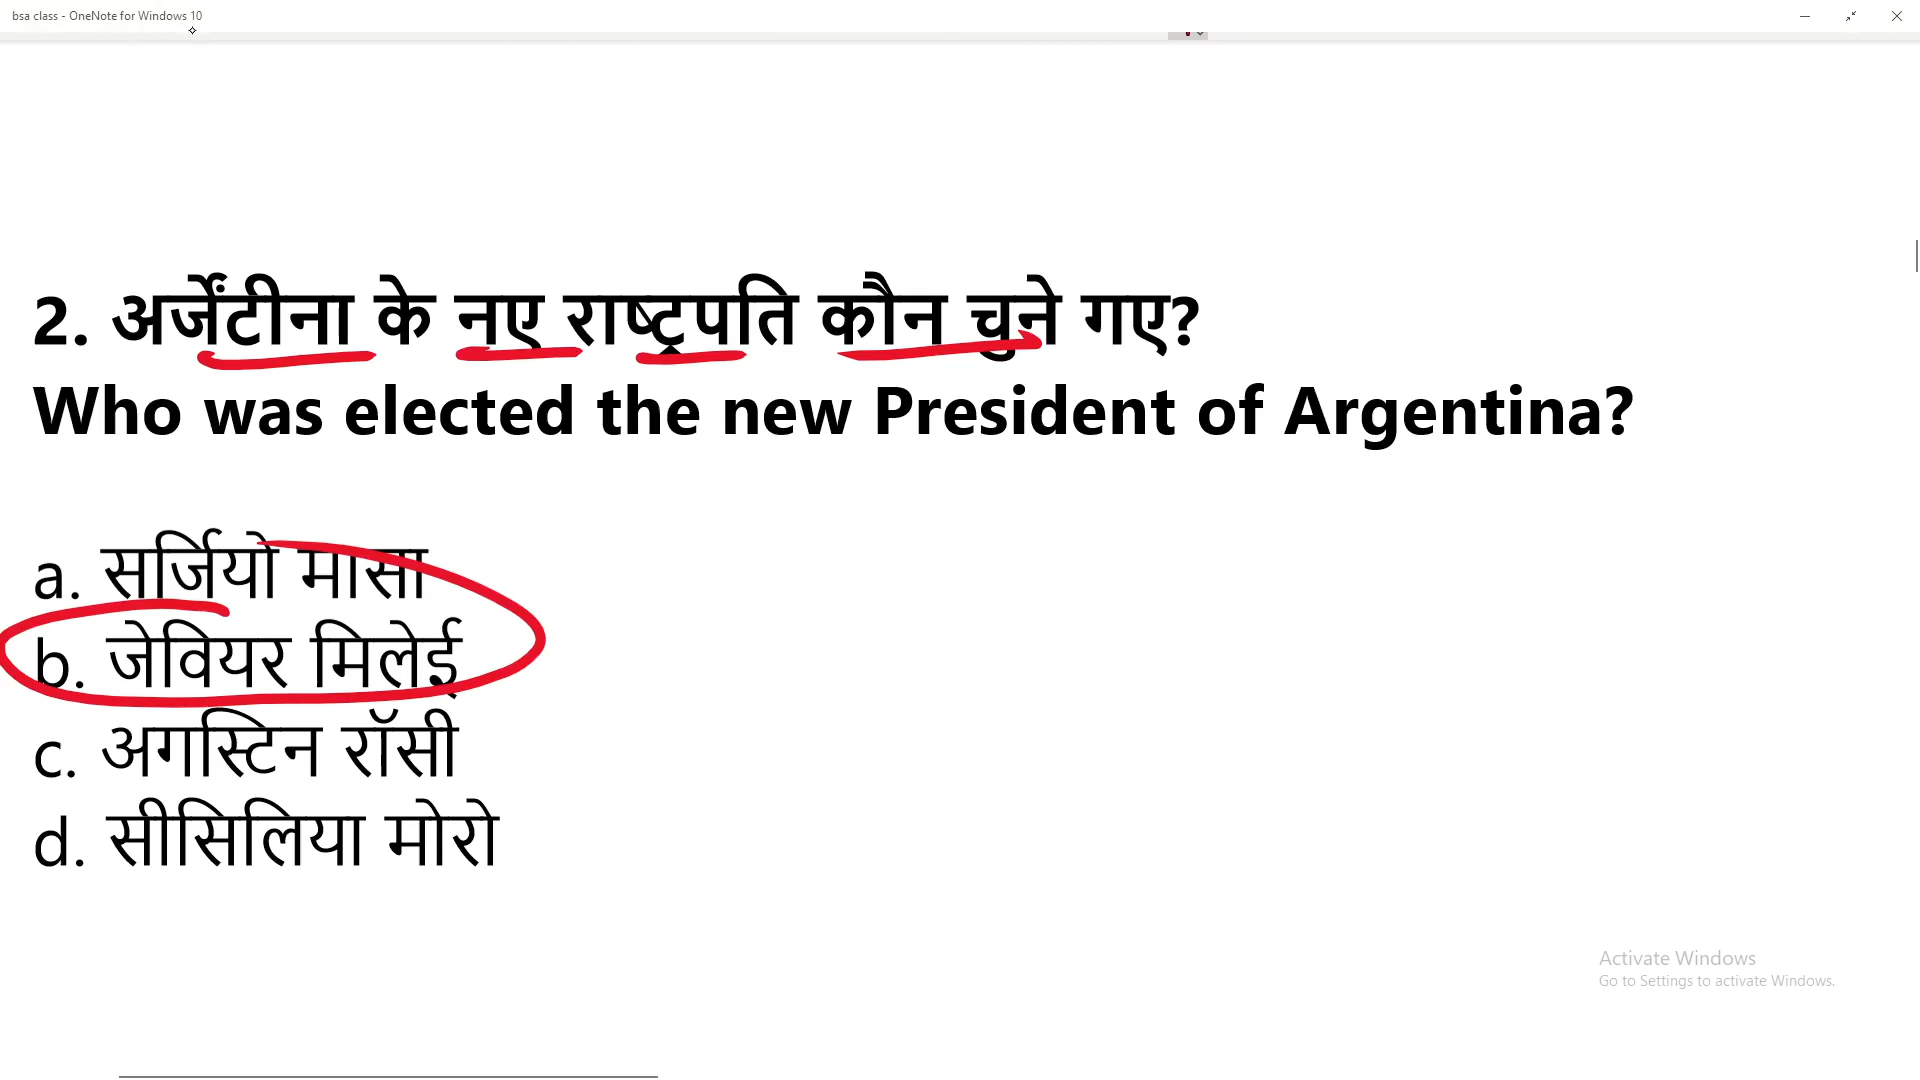 bsa class - OneNote for Windows 10
2. अर्जेंटीना के नए राष्ट्रपति कौन चुने गए?
Who was elected the new President of Argentina?
a. सर्जियो मासा
b. जेवियर मिलेई
c. अगस्टिन रॉसी
d. सीसिलिया मोरो
Activate Windows
Go to Settings to activate Windows.